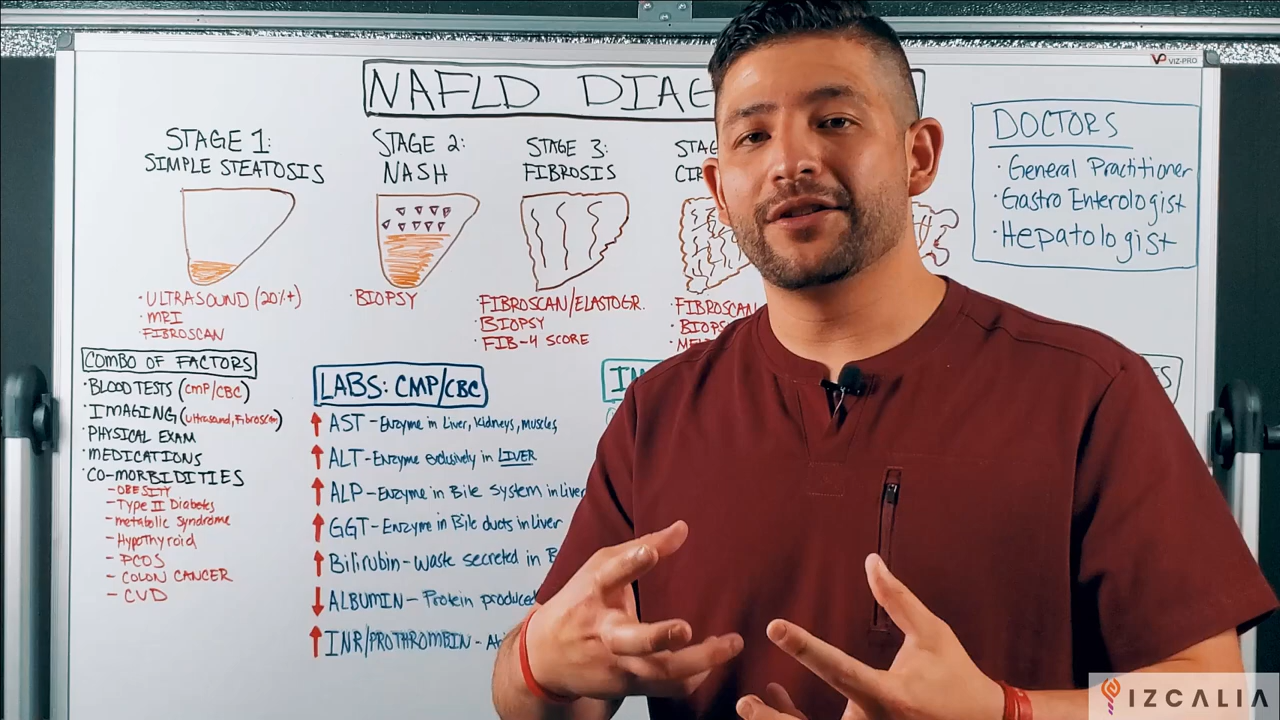 VIZ-PRO
NAFLD DIAG
DOCTORS
· General Practitioner
· Gastro Enterologist
· Hepatologist
STAGE 1:
SIMPLE STEATOSIS
· ULTRASOUND (20%+)
· MRI
· FIBROSCAN
STAGE 2:
NASH
· BIOPSY
STAGE 3:
FIBROSIS
· FIBROSCAN/ELASTOGR.
· BIOPSY
· FIB-4 SCORE
STAG
CIR
· FIBROSCAN
· BIOPS
COMBO OF FACTORS
· BLOOD TESTS (CMP/CBC)
· IMAGING (ultrasound, Fibroscan)
· PHYSICAL EXAM
· MEDICATIONS
· CO-MORBIDITIES
- OBESITY
- Type II Diabetes
- metabolic Syndrome
- Hypothyroid
- PCOS
- COLON CANCER
- CVD
LABS: CMP/CBC
↑ AST - Enzyme in Liver, kidneys, muscles
↑ ALT - Enzyme exclusively in LIVER
↑ ALP - Enzyme in Bile System in Liver
↑ GGT - Enzyme in Bile ducts in Liver
↑ Bilirubin - waste secreted in B
↓ ALBUMIN - Protein produced
↑ INR/PROTHROMBIN -
IZCALIA